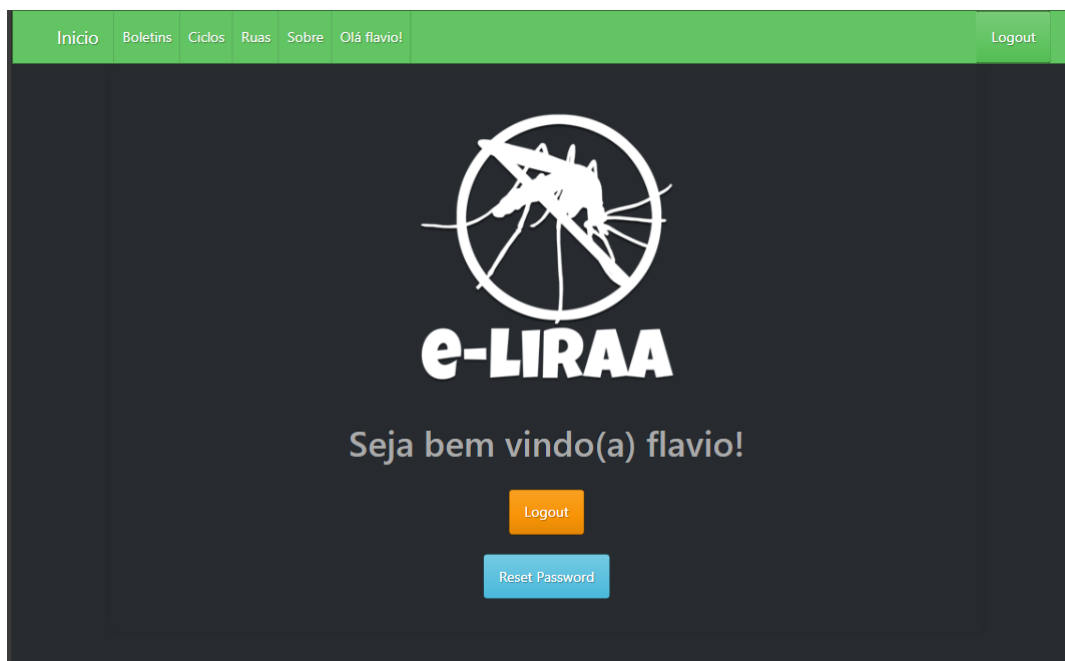 Inicio Boletins Ciclos Ruas Sobre Olá flavio! Logout
e-LIRAA
Seja bem vindo(a) flavio!
Logout
Reset Password